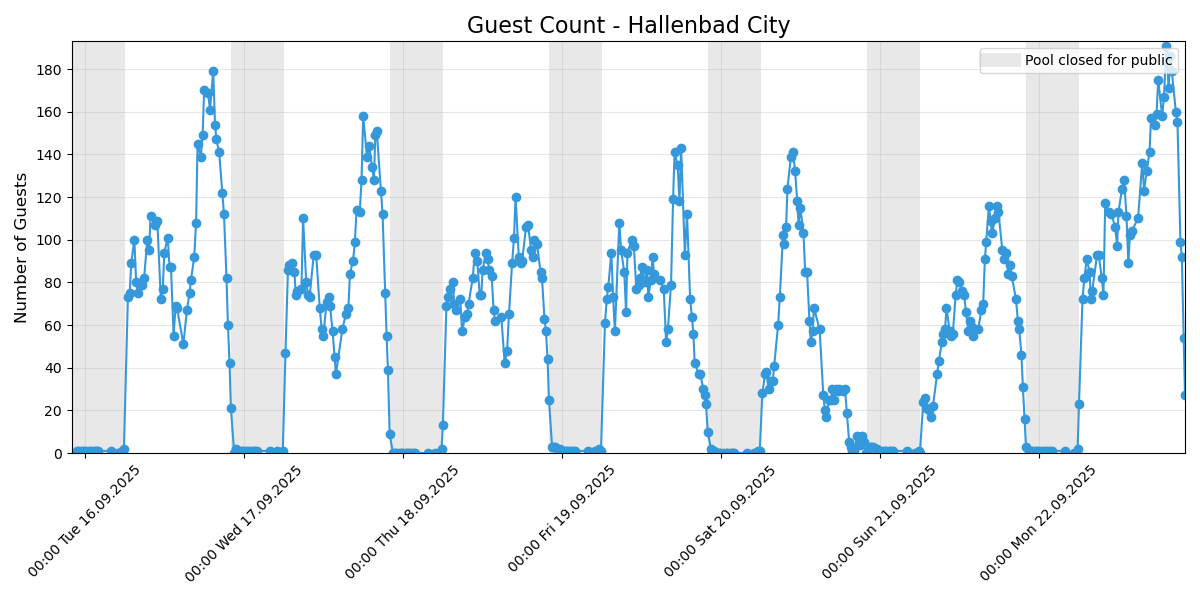 Guest Count - Hallenbad City
Pool closed for public
Number of Guests
180
160
140
120
100
80
60
40
20
0
00:00 Tue 16.09.2025
00:00 Wed 17.09.2025
00:00 Thu 18.09.2025
00:00 Fri 19.09.2025
00:00 Sat 20.09.2025
00:00 Sun 21.09.2025
00:00 Mon 22.09.2025